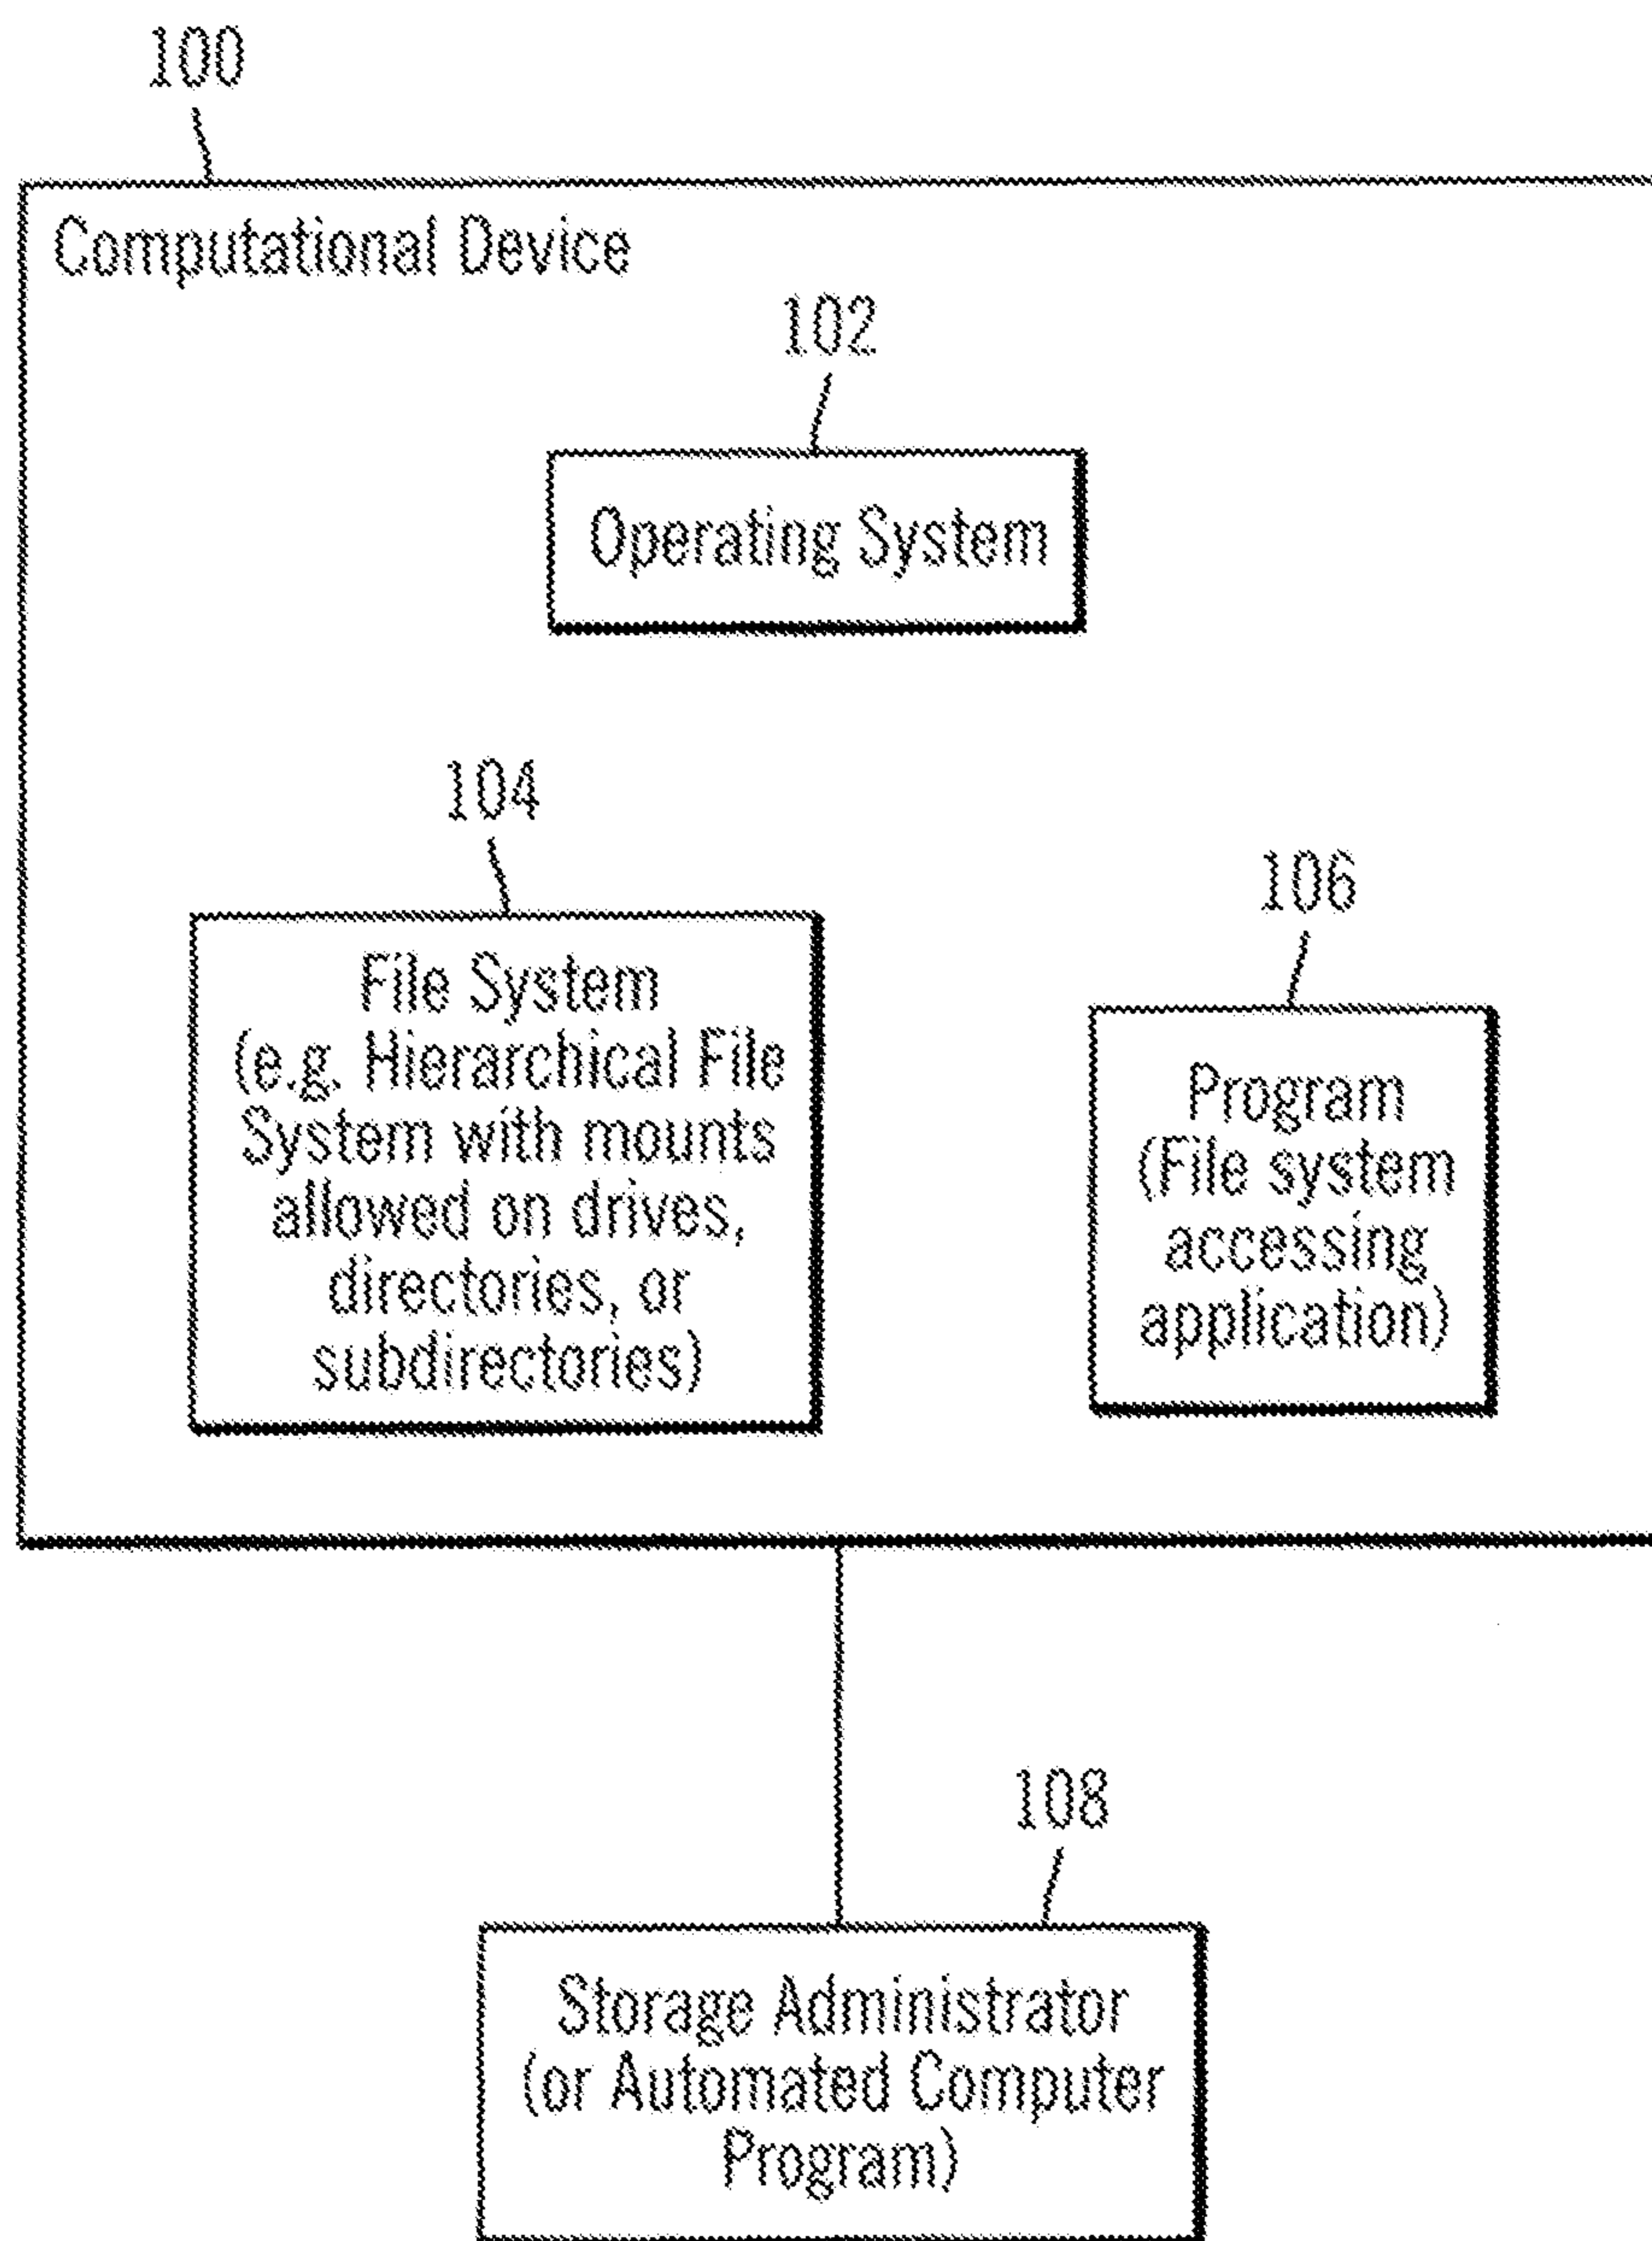 100
Computational Device
102
Operating System
104
File System
(e.g. Hierarchical File
System with mounts
allowed on drives,
directories, or
subdirectories)
106
Program
(File system
accessing
application)
108
Storage Administrator
(or Automated Computer
Program)